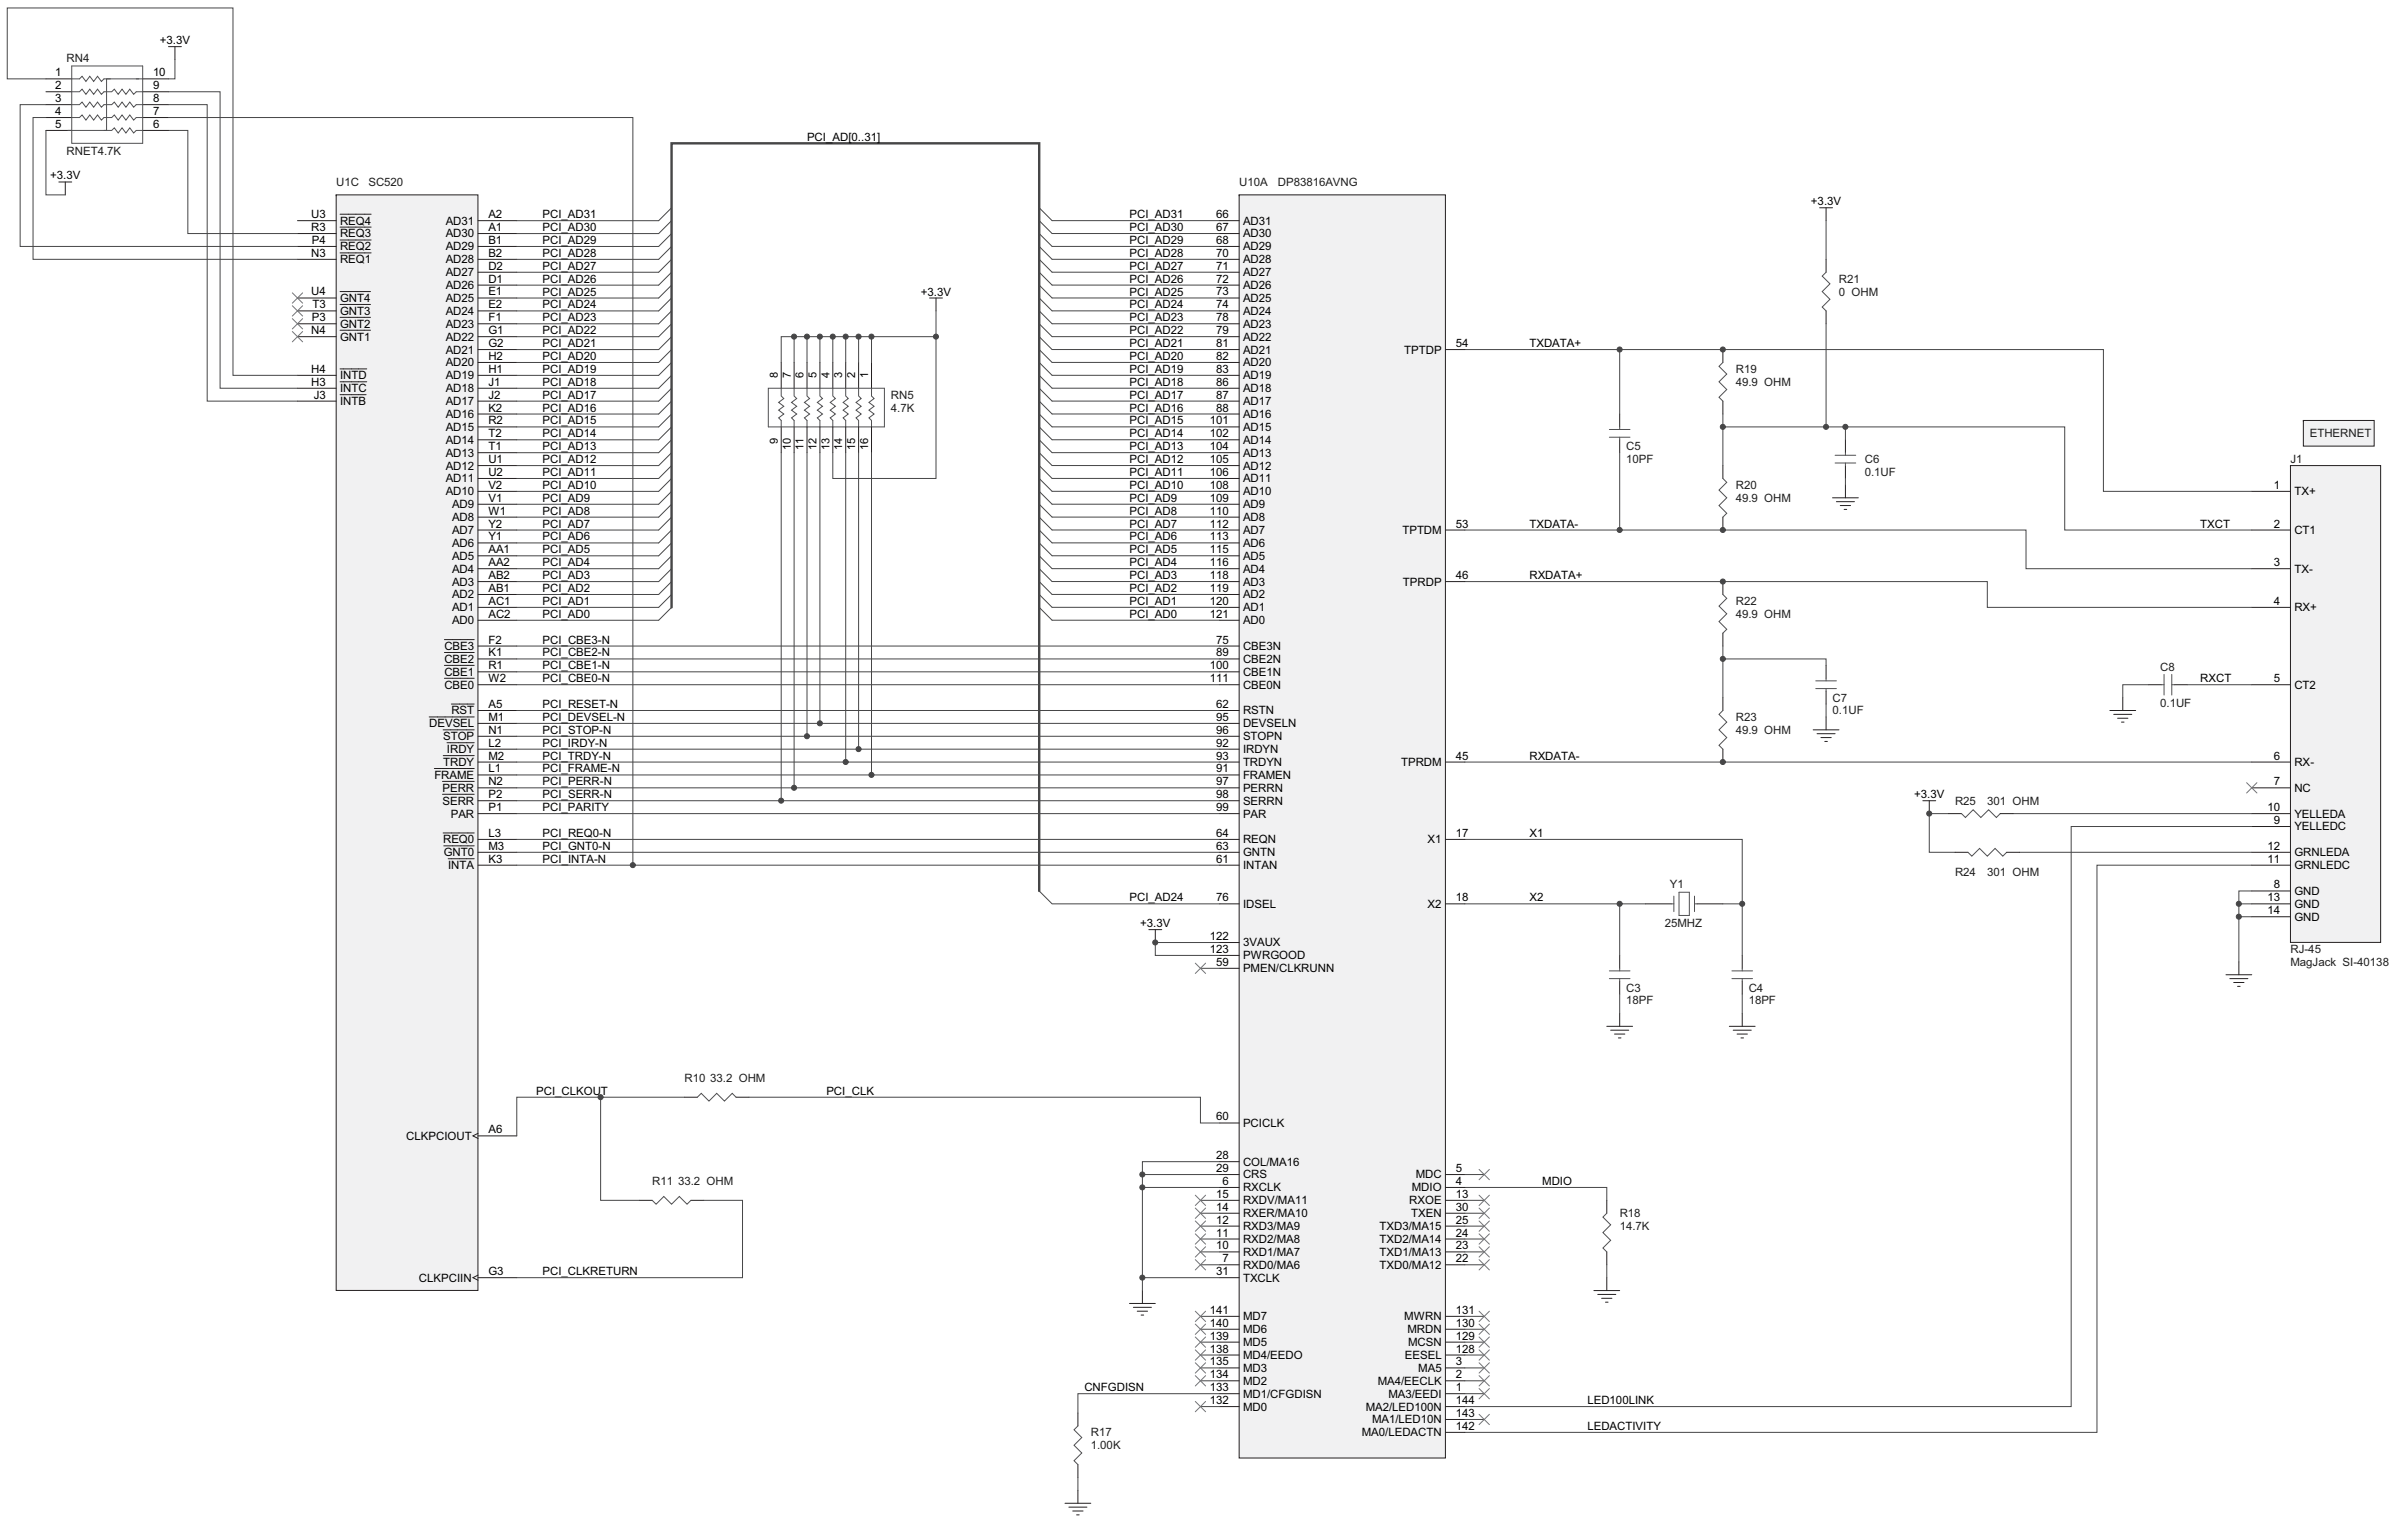 +3.3V
RN4
1 10
2 9
3 8
4 7
5 6
RNET4.7K
+3.3V
PCI_AD[0..31]
U1C SC520
U3 REQ4
R3 REQ3
P4 REQ2
N3 REQ1
U4 GNT4
T3 GNT3
P3 GNT2
N4 GNT1
H4 INTD
H3 INTC
J3 INTB
AD31 A2 PCI_AD31
AD30 A1 PCI_AD30
AD29 B1 PCI_AD29
AD28 B2 PCI_AD28
AD27 D2 PCI_AD27
AD26 D1 PCI_AD26
AD25 E1 PCI_AD25
AD24 E2 PCI_AD24
AD23 F1 PCI_AD23
AD22 G1 PCI_AD22
AD21 G2 PCI_AD21
AD20 H2 PCI_AD20
AD19 H1 PCI_AD19
AD18 J1 PCI_AD18
AD17 J2 PCI_AD17
AD16 K2 PCI_AD16
AD15 R2 PCI_AD15
AD14 T2 PCI_AD14
AD13 T1 PCI_AD13
AD12 U1 PCI_AD12
AD11 U2 PCI_AD11
AD10 V2 PCI_AD10
AD9 V1 PCI_AD9
AD8 W1 PCI_AD8
AD7 Y2 PCI_AD7
AD6 Y1 PCI_AD6
AD5 AA1 PCI_AD5
AD4 AA2 PCI_AD4
AD3 AB2 PCI_AD3
AD2 AB1 PCI_AD2
AD1 AC1 PCI_AD1
AD0 AC2 PCI_AD0
CBE3 F2 PCI_CBE3-N
CBE2 K1 PCI_CBE2-N
CBE1 R1 PCI_CBE1-N
CBE0 W2 PCI_CBE0-N
RST A5 PCI_RESET-N
DEVSEL M1 PCI_DEVSEL-N
STOP N1 PCI_STOP-N
IRDY L2 PCI_IRDY-N
TRDY M2 PCI_TRDY-N
FRAME L1 PCI_FRAME-N
PERR N2 PCI_PERR-N
SERR P2 PCI_SERR-N
PAR P1 PCI_PARITY
REQ0 L3 PCI_REQ0-N
GNT0 M3 PCI_GNT0-N
INTA K3 PCI_INTA-N
CLKPCIOUT A6 PCI_CLKOUT
R10 33.2 OHM
PCI_CLK
R11 33.2 OHM
CLKPCIIN G3 PCI_CLKRETURN
+3.3V
8 7 6 5 4 3 2 1
RN5
4.7K
9 10 11 12 13 14 15 16
U10A DP83816AVNG
PCI_AD31 66 AD31
PCI_AD30 67 AD30
PCI_AD29 68 AD29
PCI_AD28 70 AD28
PCI_AD27 71 AD27
PCI_AD26 72 AD26
PCI_AD25 73 AD25
PCI_AD24 74 AD24
PCI_AD23 78 AD23
PCI_AD22 79 AD22
PCI_AD21 81 AD21
PCI_AD20 82 AD20
PCI_AD19 83 AD19
PCI_AD18 86 AD18
PCI_AD17 87 AD17
PCI_AD16 88 AD16
PCI_AD15 101 AD15
PCI_AD14 102 AD14
PCI_AD13 104 AD13
PCI_AD12 105 AD12
PCI_AD11 106 AD11
PCI_AD10 108 AD10
PCI_AD9 109 AD9
PCI_AD8 110 AD8
PCI_AD7 112 AD7
PCI_AD6 113 AD6
PCI_AD5 115 AD5
PCI_AD4 116 AD4
PCI_AD3 118 AD3
PCI_AD2 119 AD2
PCI_AD1 120 AD1
PCI_AD0 121 AD0
75 CBE3N
89 CBE2N
100 CBE1N
111 CBE0N
62 RSTN
95 DEVSELN
96 STOPN
92 IRDYN
93 TRDYN
91 FRAMEN
97 PERRN
98 SERRN
99 PAR
64 REQN
63 GNTN
61 INTAN
PCI_AD24 76 IDSEL
+3.3V
122 3VAUX
123 PWRGOOD
59 PMEN/CLKRUNN
60 PCICLK
28 COL/MA16
29 CRS
6 RXCLK
15 RXDV/MA11
14 RXER/MA10
12 RXD3/MA9
11 RXD2/MA8
10 RXD1/MA7
7 RXD0/MA6
31 TXCLK
141 MD7
140 MD6
139 MD5
138 MD4/EEDO
135 MD3
134 MD2
CNFGDISN 133 MD1/CFGDISN
132 MD0
R17
1.00K
TPTDP 54 TXDATA+
TPTDM 53 TXDATA-
TPRDP 46 RXDATA+
TPRDM 45 RXDATA-
X1 17 X1
X2 18 X2
MDC 5
MDIO 4 MDIO
RXOE 13
TXEN 30
TXD3/MA15 25
TXD2/MA14 24
TXD1/MA13 23
TXD0/MA12 22
MWRN 131
MRDN 130
MCSN 129
EESEL 128
MA5 3
MA4/EECLK 2
MA3/EEDI 1
MA2/LED100N 144 LED100LINK
MA1/LED10N 143
MA0/LEDACTN 142 LEDACTIVITY
+3.3V
R21
0 OHM
R19
49.9 OHM
C5
10PF
C6
0.1UF
R20
49.9 OHM
R22
49.9 OHM
C7
0.1UF
R23
49.9 OHM
Y1
25MHZ
C3
18PF
C4
18PF
R18
14.7K
ETHERNET
J1
1 TX+
TXCT 2 CT1
3 TX-
4 RX+
C8
0.1UF
RXCT 5 CT2
6 RX-
7 NC
+3.3V
R25 301 OHM
10 YELLEDA
9 YELLEDC
12 GRNLEDA
11 GRNLEDC
R24 301 OHM
8 GND
13 GND
14 GND
RJ-45
MagJack SI-40138